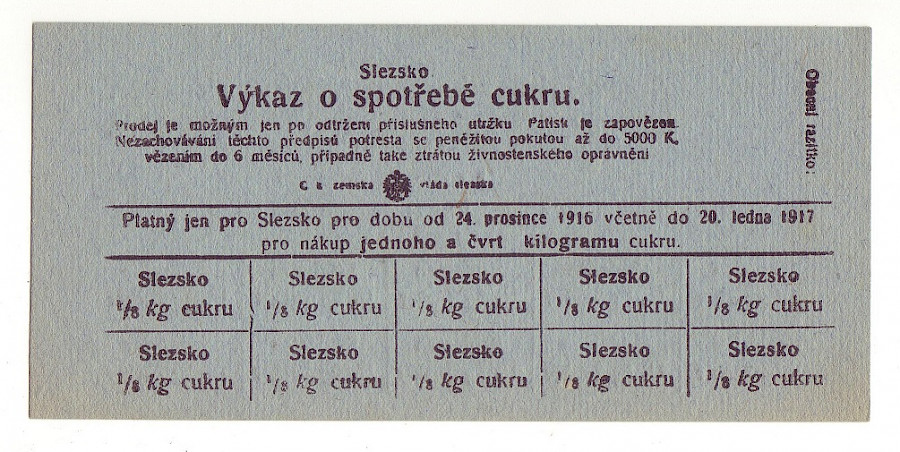 Slezsko
Výkaz o spotřebě cukru.
Prodej je možným jen po odtržení příslušného utržku Patisk je zapovězen.
Nezachovávání těchto předpisů potresta se peněžitou pokutou až do 5000 K,
vězením do 6 měsíců, případně take ztrátou živnostenského oprávnění
C k zemska vláda slezska
Platný jen pro Slezsko pro dobu od 24. prosince 1916 včetně do 20. ledna 1917
pro nákup jednoho a čvrt kilogramu cukru.
Slezsko Slezsko Slezsko Slezsko Slezsko
1/8 kg cukru 1/8 kg cukru 1/8 kg cukru 1/8 kg cukru 1/8 kg cukru
Slezsko Slezsko Slezsko Slezsko Slezsko
1/8 kg cukru 1/8 kg cukru 1/8 kg cukru 1/8 kg cukru 1/8 kg cukru
Obecní razítko: